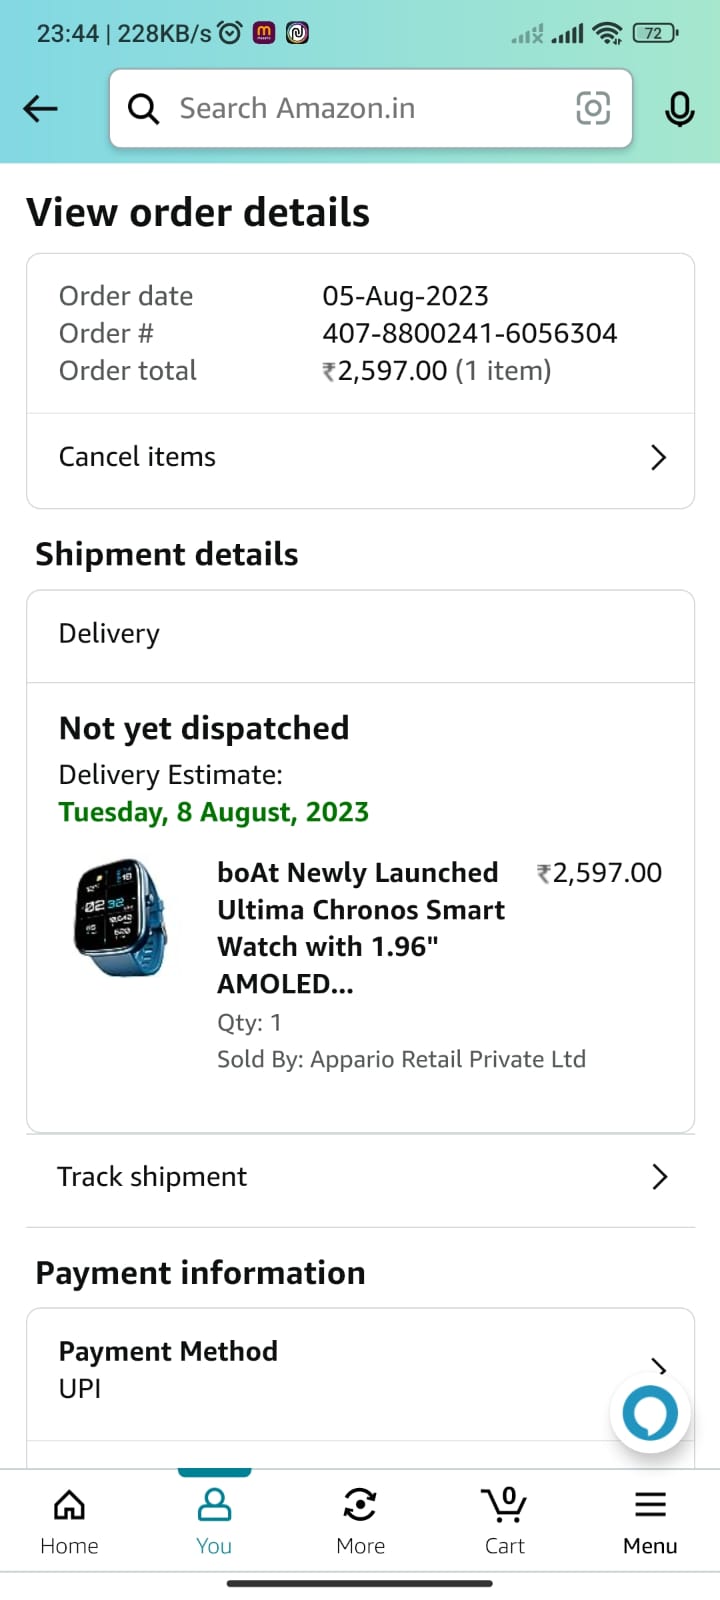 23:44 | 228KB/s
72
Search Amazon.in
View order details
Order date 05-Aug-2023
Order # 407-8800241-6056304
Order total ₹2,597.00 (1 item)
Cancel items
Shipment details
Delivery
Not yet dispatched
Delivery Estimate:
Tuesday, 8 August, 2023
boAt Newly Launched ₹2,597.00
Ultima Chronos Smart
Watch with 1.96"
AMOLED...
Qty: 1
Sold By: Appario Retail Private Ltd
Track shipment
Payment information
Payment Method
UPI
0
Home You More Cart Menu